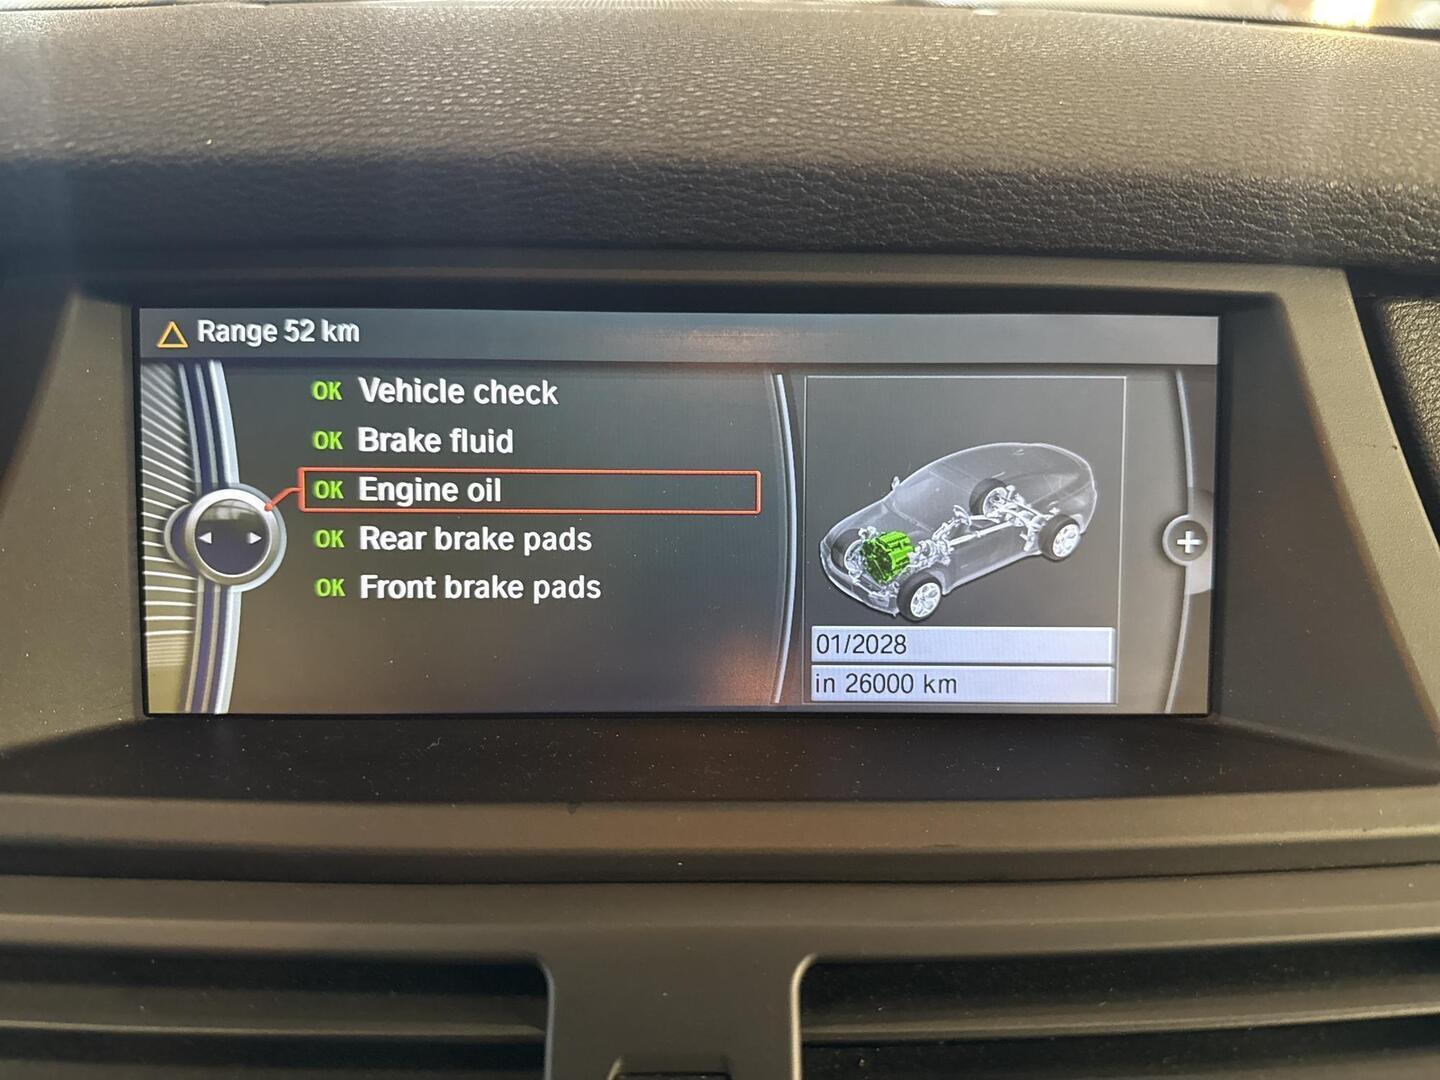 Range 52 km
OK Vehicle check
OK Brake fluid
OK Engine oil
OK Rear brake pads
OK Front brake pads
01/2028
in 26000 km